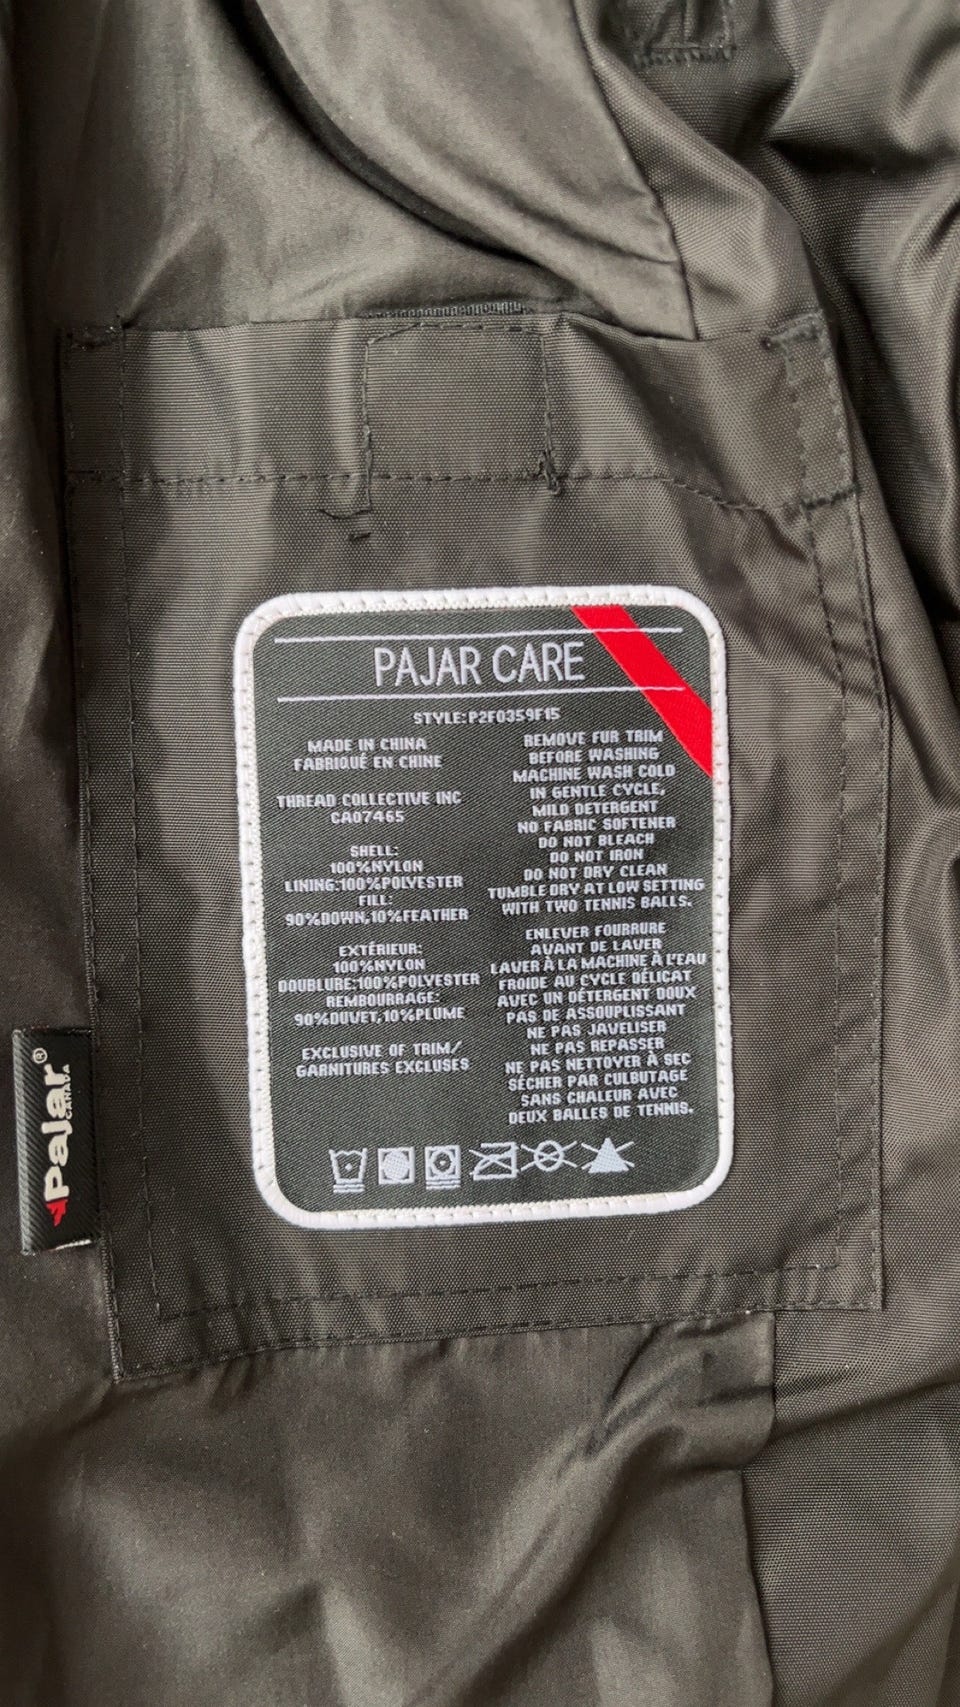 PAJAR CARE
STYLE:P2F0359F15
MADE IN CHINA
FABRIQUÉ EN CHINE
THREAD COLLECTIVE INC
CA07465
SHELL:
100%NYLON
LINING:100%POLYESTER
FILL:
90%DOWN,10%FEATHER
EXTÉRIEUR:
100%NYLON
DOUBLURE:100%POLYESTER
REMBOURRAGE:
90%DUVET,10%PLUME
EXCLUSIVE OF TRIM/
GARNITURES EXCLUSES
REMOVE FUR TRIM
BEFORE WASHING
MACHINE WASH COLD
IN GENTLE CYCLE,
MILD DETERGENT
NO FABRIC SOFTENER
DO NOT BLEACH
DO NOT IRON
DO NOT DRY CLEAN
TUMBLE DRY AT LOW SETTING
WITH TWO TENNIS BALLS.
ENLEVER FOURRURE
AVANT DE LAVER
LAVER À LA MACHINE À L'EAU
FROIDE AU CYCLE DÉLICAT
AVEC UN DÉTERGENT DOUX
PAS DE ASSOUPLISSANT
NE PAS JAVELISER
NE PAS REPASSER
NE PAS NETTOYER À SEC
SÉCHER PAR CULBUTAGE
SANS CHALEUR AVEC
DEUX BALLES DE TENNIS.
Pajar®
CANADA